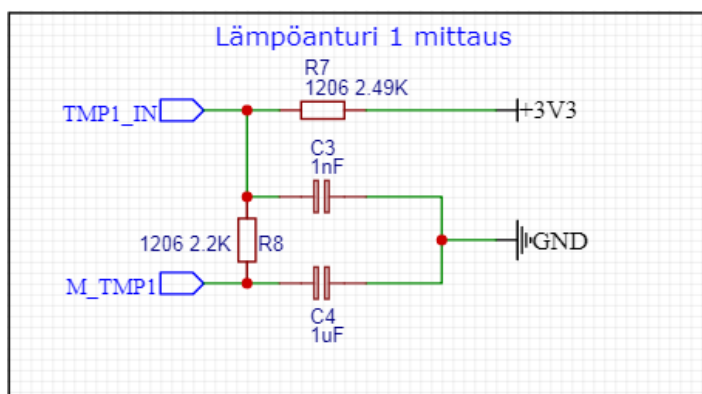 Lämpöanturi 1 mittaus
R7
1206 2.49K
TMP1_IN
+3V3
C3
1nF
1206 2.2K R8
GND
M_TMP1
C4
1uF